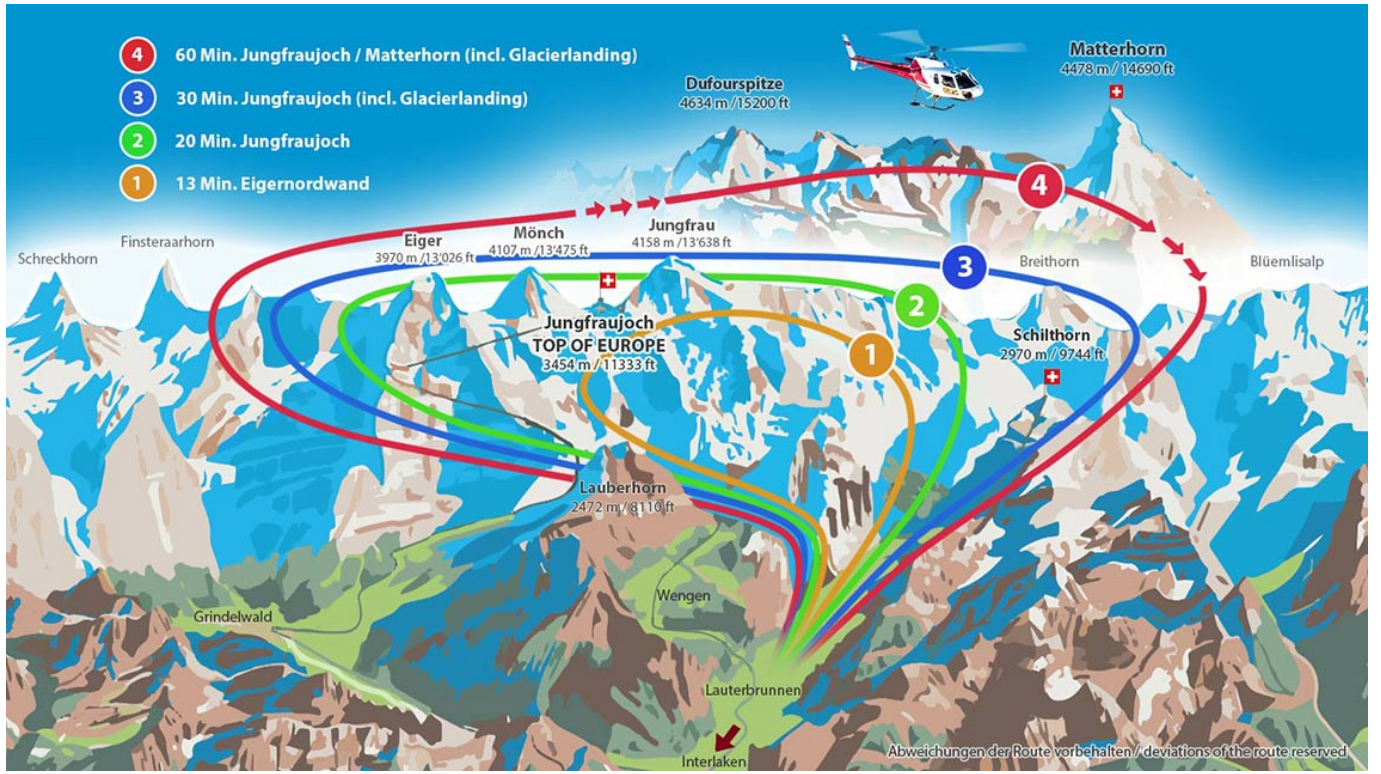 4 60 Min. Jungfraujoch / Matterhorn (incl. Glacierlanding)
3 30 Min. Jungfraujoch (incl. Glacierlanding)
2 20 Min. Jungfraujoch
1 13 Min. Eigernordwand
Matterhorn
4478 m / 14690 ft
Dufourspitze
4634 m /15200 ft
4
Schreckhorn
Finsteraarhorn
Eiger
3970 m /13'026 ft
Mönch
4107 m /13'475 ft
Jungfrau
4158 m /13'638 ft
3
Breithorn
Blüemlisalp
2
Jungfraujoch
TOP OF EUROPE
3454 m / 11333 ft
1
Schilthorn
2970 m / 9744 ft
Lauberhorn
2472 m / 8110 ft
Wengen
Grindelwald
Lauterbrunnen
Interlaken
Abweichungen der Route vorbehalten / deviations of the route reserved